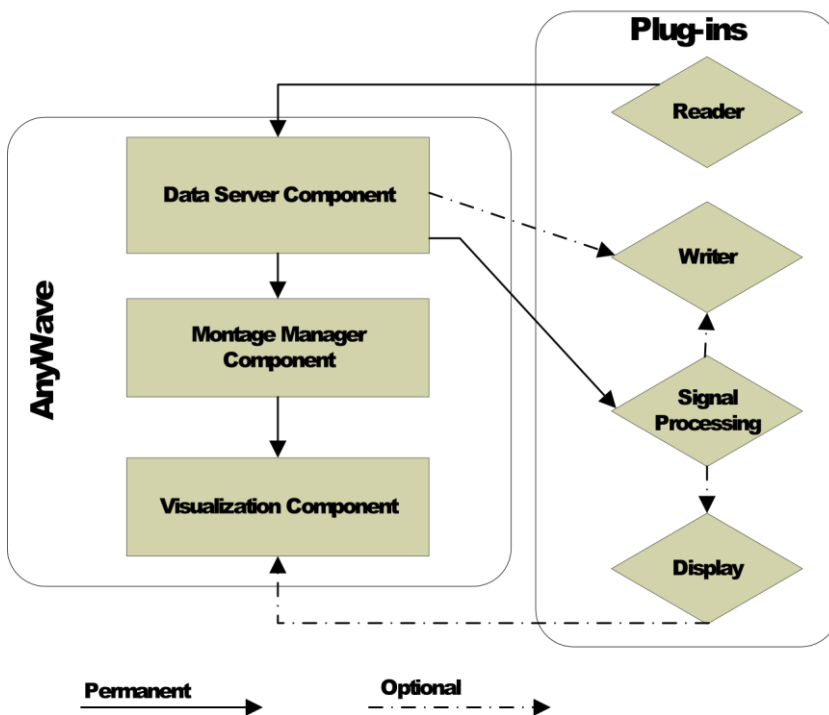 Plug-ins
Reader
AnyWave
Data Server Component
Writer
Montage Manager
Component
Signal
Processing
Visualization Component
Display
Permanent
Optional